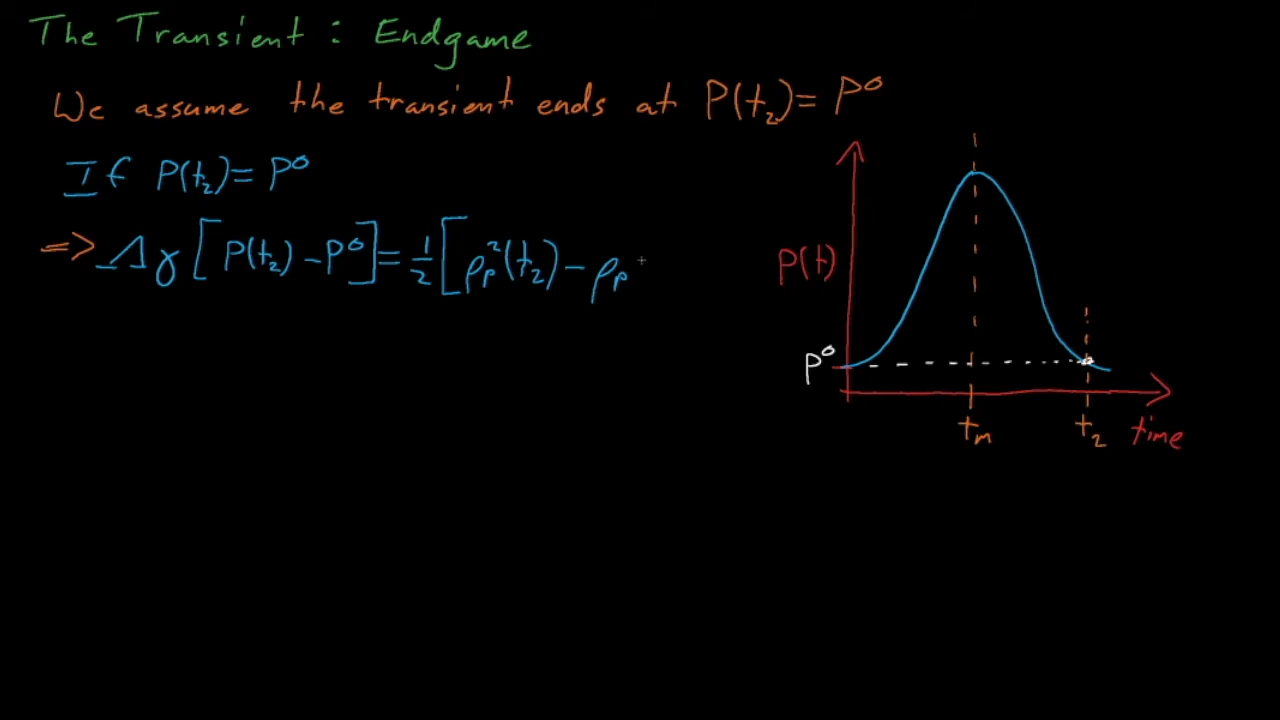 The Transient : Endgame
We assume the transient ends at P(t₂) = P⁰
If P(t₂) = P⁰
=> Λγ[P(t₂) - P⁰] = 1/2[ρₚ²(t₂) - ρₚ
P(t)
P⁰
tₘ
t₂
time